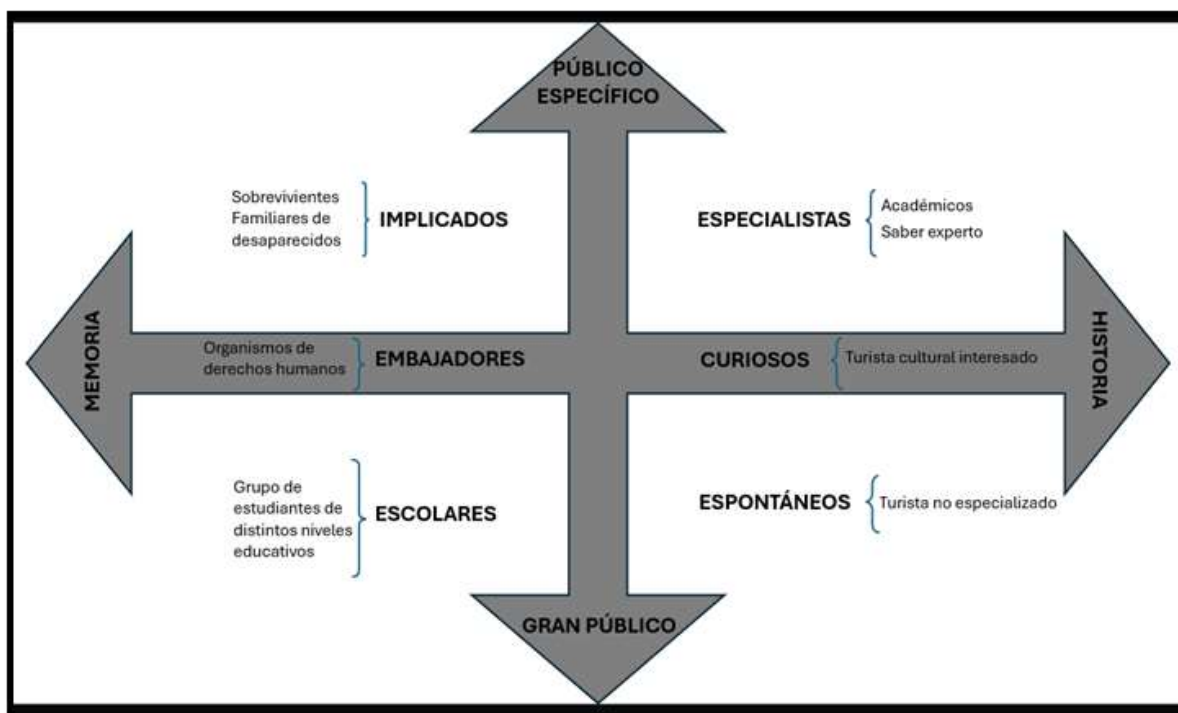 PÚBLICO
ESPECÍFICO
Sobrevivientes
Familiares de
desaparecidos
IMPLICADOS
ESPECIALISTAS
Académicos
Saber experto
MEMORIA
Organismos de
derechos humanos
EMBAJADORES
CURIOSOS
Turista cultural interesado
HISTORIA
Grupo de
estudiantes de
distintos niveles
educativos
ESCOLARES
ESPONTÁNEOS
Turista no especializado
GRAN PÚBLICO